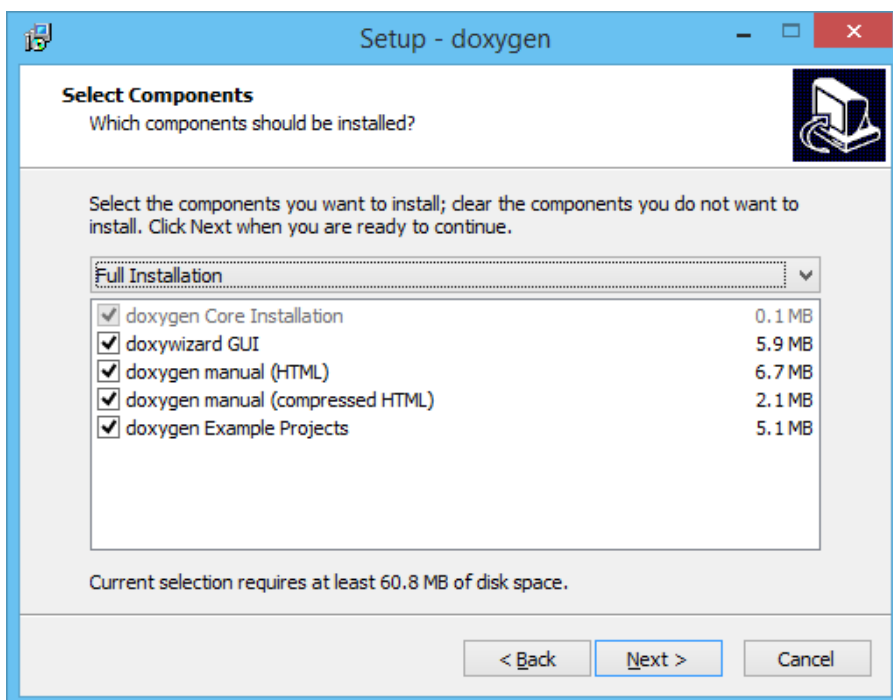 Setup - doxygen
Select Components
Which components should be installed?
Select the components you want to install; clear the components you do not want to
install. Click Next when you are ready to continue.
Full Installation
doxygen Core Installation 0.1 MB
doxywizard GUI 5.9 MB
doxygen manual (HTML) 6.7 MB
doxygen manual (compressed HTML) 2.1 MB
doxygen Example Projects 5.1 MB
Current selection requires at least 60.8 MB of disk space.
< Back Next > Cancel